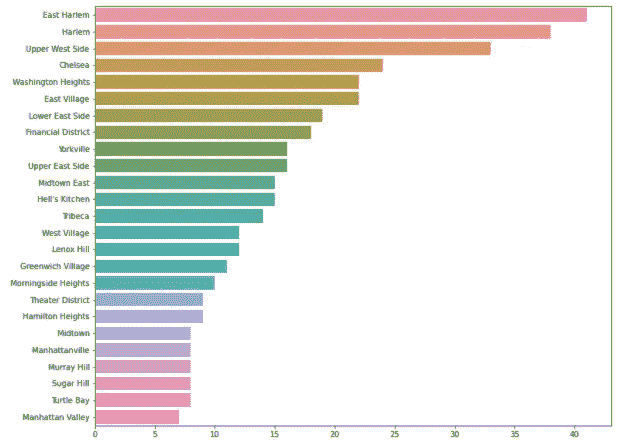 East Harlem
Harlem
Upper West Side
Chelsea
Washington Heights
East Village
Lower East Side
Financial District
Yorkville
Upper East Side
Midtown East
Hell's Kitchen
Tribeca
West Village
Lenox Hill
Greenwich Village
Morningside Heights
Theater District
Hamilton Heights
Midtown
Manhattanville
Murray Hill
Sugar Hill
Turtle Bay
Manhattan Valley
0 5 10 15 20 25 30 35 40